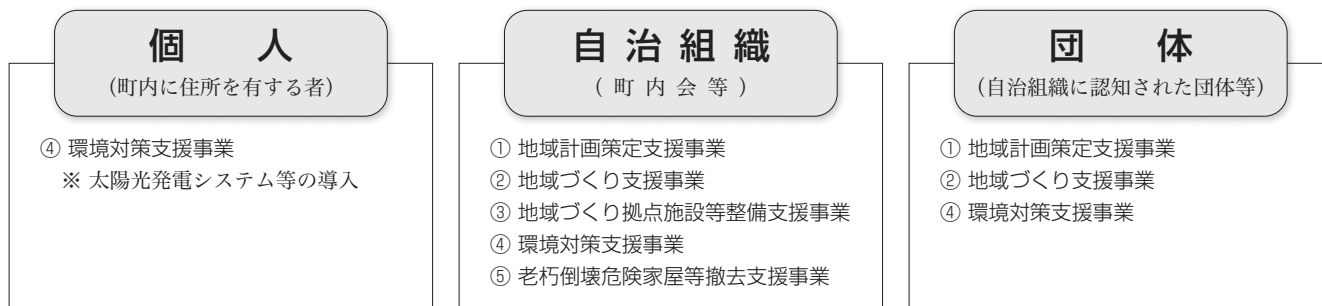 個 人
(町内に住所を有する者)
④ 環境対策支援事業
※ 太陽光発電システム等の導入
自 治 組 織
( 町 内 会 等 )
① 地域計画策定支援事業
② 地域づくり支援事業
③ 地域づくり拠点施設等整備支援事業
④ 環境対策支援事業
⑤ 老朽倒壊危険家屋等撤去支援事業
団 体
(自治組織に認知された団体等)
① 地域計画策定支援事業
② 地域づくり支援事業
④ 環境対策支援事業